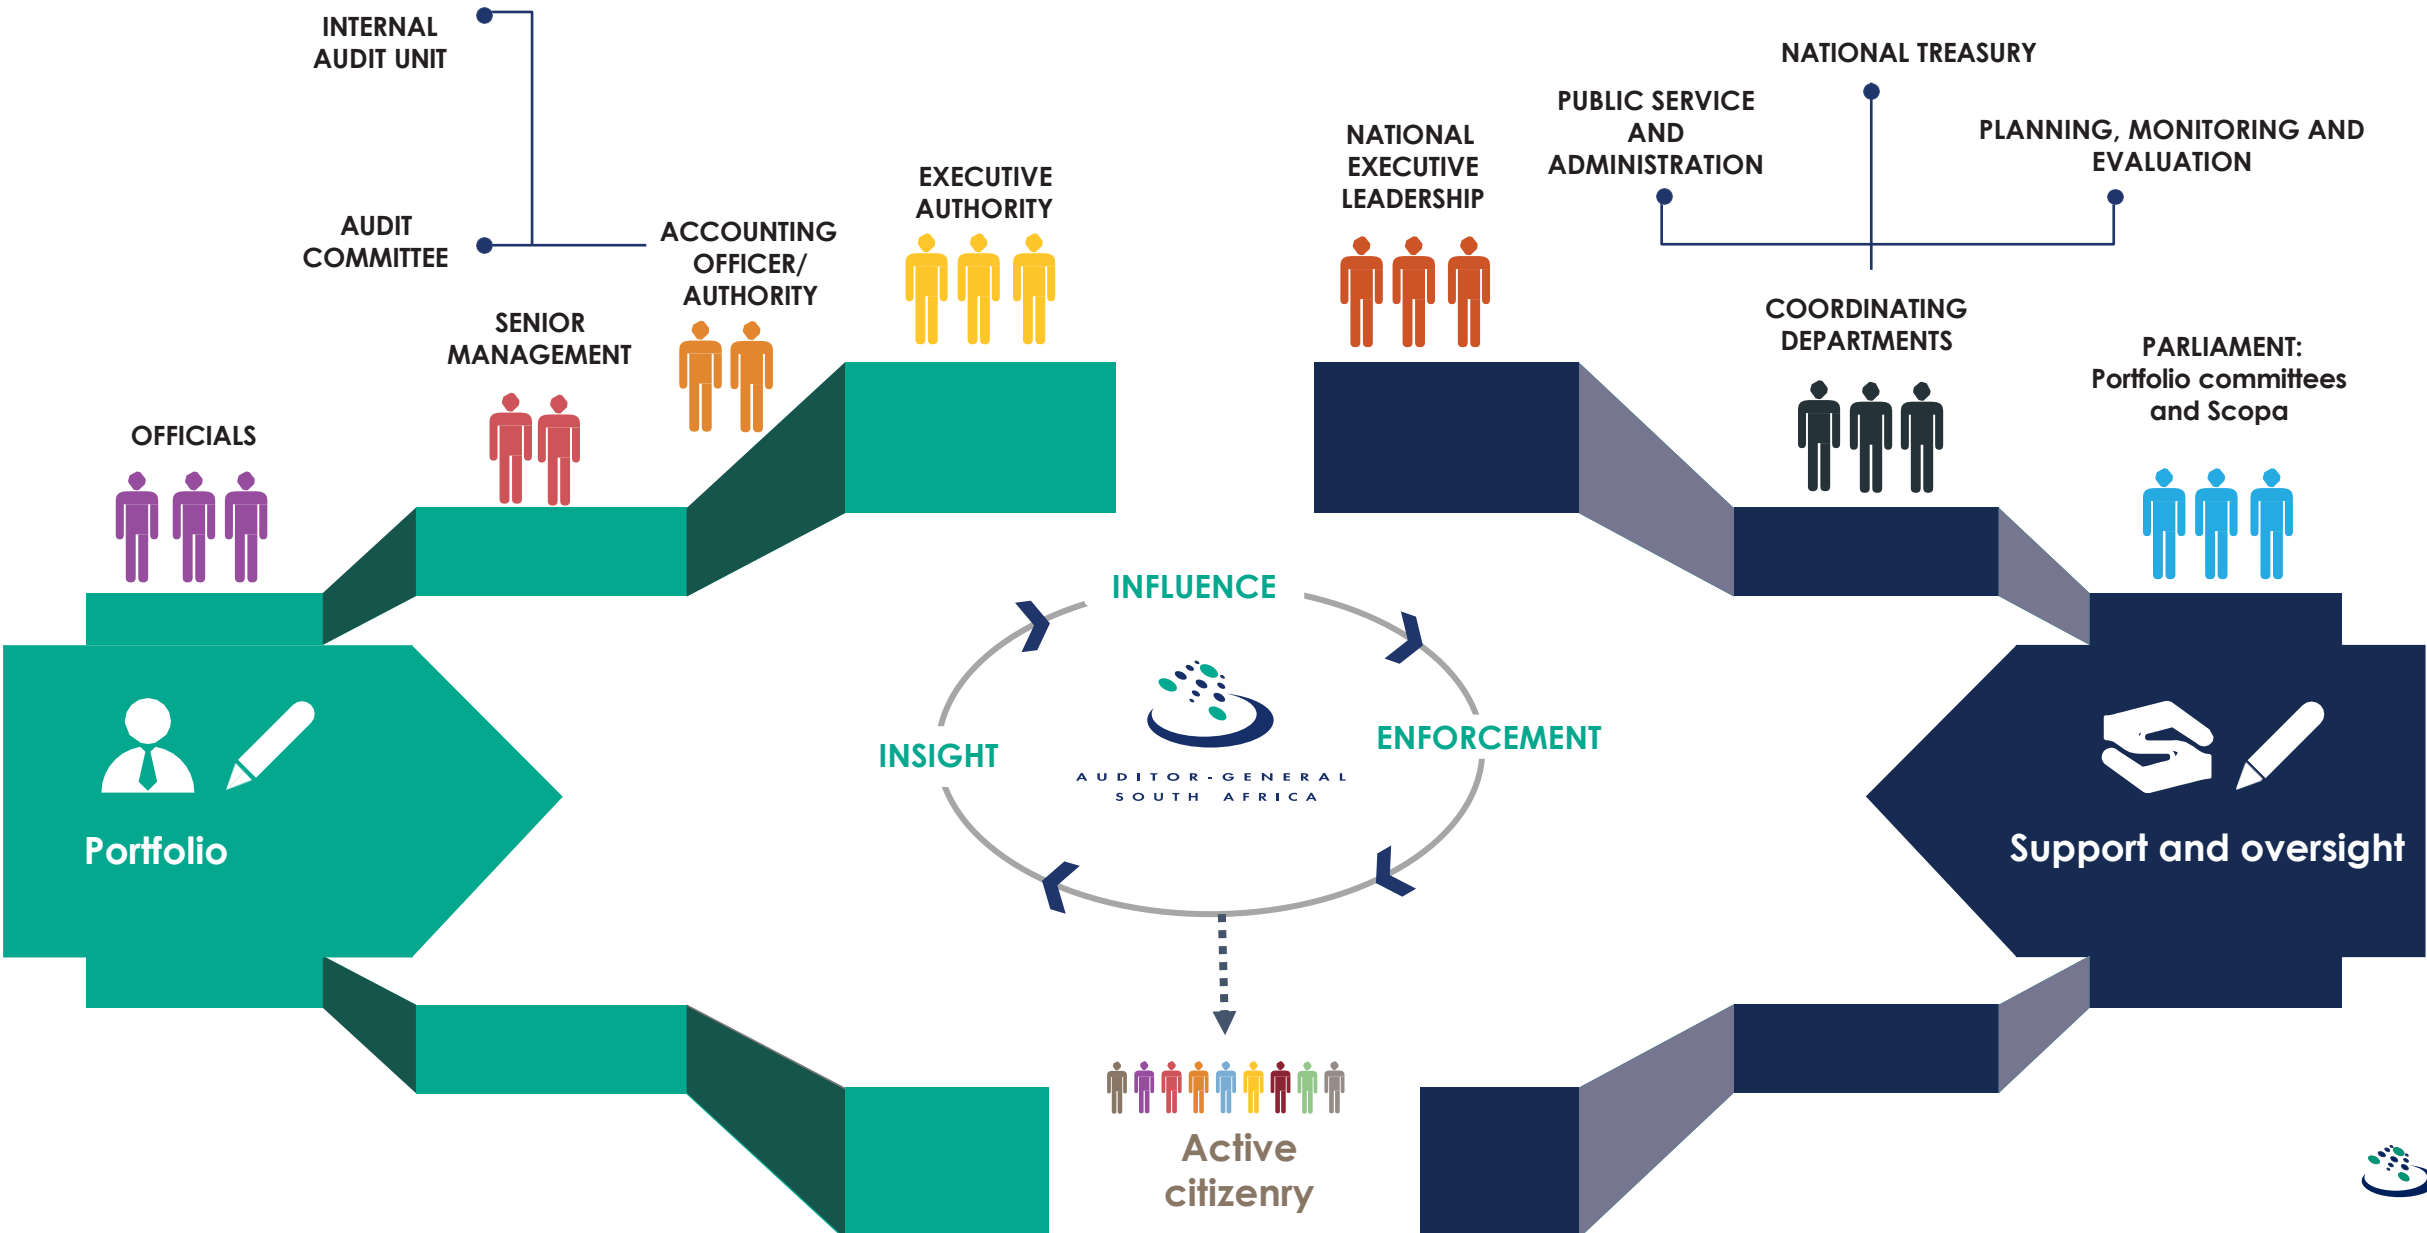 INTERNAL
AUDIT UNIT
AUDIT
COMMITTEE
OFFICIALS
SENIOR
MANAGEMENT
ACCOUNTING
OFFICER/
AUTHORITY
EXECUTIVE
AUTHORITY
NATIONAL
EXECUTIVE
LEADERSHIP
PUBLIC SERVICE
AND
ADMINISTRATION
NATIONAL TREASURY
PLANNING, MONITORING AND
EVALUATION
COORDINATING
DEPARTMENTS
PARLIAMENT:
Portfolio committees
and Scopa
INFLUENCE
INSIGHT
ENFORCEMENT
AUDITOR-GENERAL
SOUTH AFRICA
Portfolio
Support and oversight
Active
citizenry